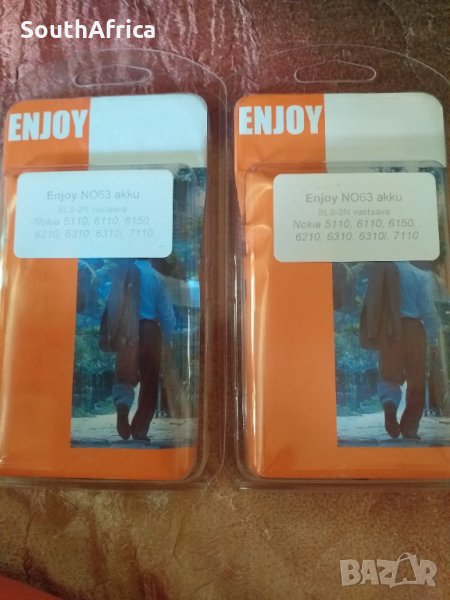 SouthAfrica
ENJOY
Enjoy NO63 akku
BLS-2N vastaava
Nokia 5110, 6110, 6150,
6210, 6310, 6310i, 7110
ENJOY
Enjoy NO63 akku
BLS-2N vastaava
Nokia 5110, 6110, 6150,
6210, 6310, 6310i, 7110
BAZAR